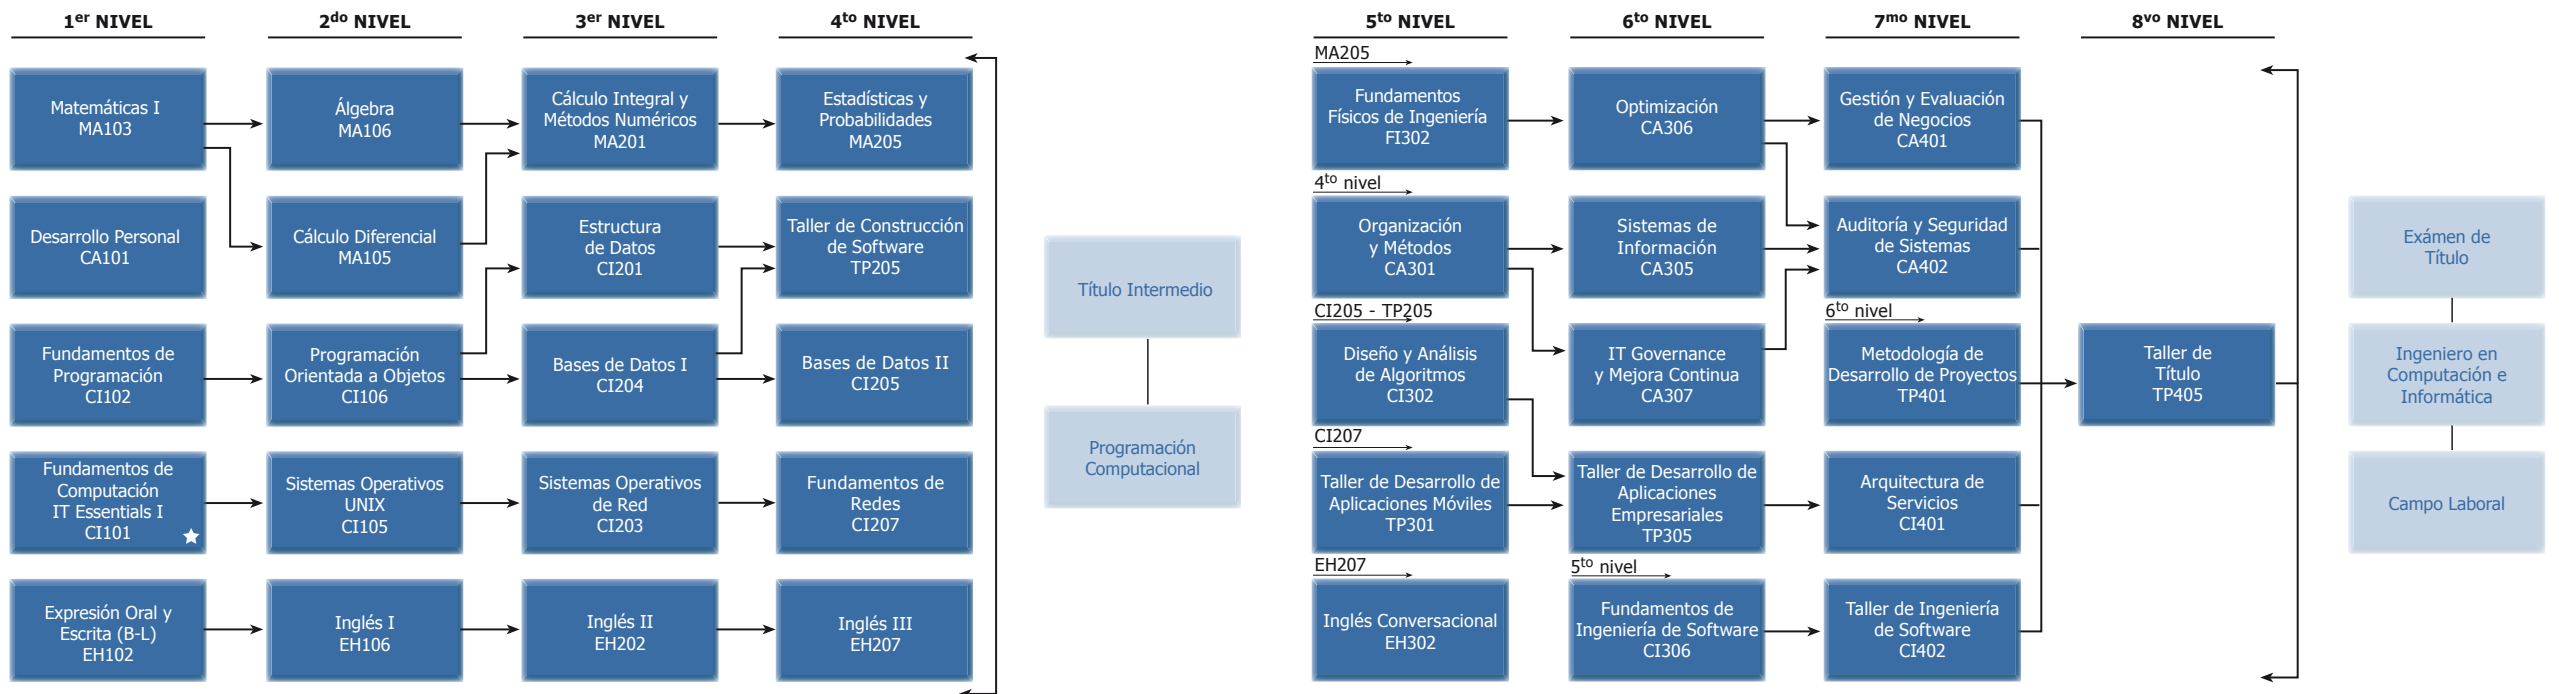 1er NIVEL
2do NIVEL
3er NIVEL
4to NIVEL
5to NIVEL
6to NIVEL
7mo NIVEL
8vo NIVEL
Matemáticas I
MA103
Desarrollo Personal
CA101
Fundamentos de
Programación
CI102
Fundamentos de
Computación
IT Essentials I
CI101
Expresión Oral y
Escrita (B-L)
EH102
Álgebra
MA106
Cálculo Diferencial
MA105
Programación
Orientada a Objetos
CI106
Sistemas Operativos
UNIX
CI105
Inglés I
EH106
Cálculo Integral y
Métodos Numéricos
MA201
Estructura
de Datos
CI201
Bases de Datos I
CI204
Sistemas Operativos
de Red
CI203
Inglés II
EH202
Estadísticas y
Probabilidades
MA205
Taller de Construcción
de Software
TP205
Bases de Datos II
CI205
Fundamentos de
Redes
CI207
Inglés III
EH207
Título Intermedio
Programación
Computacional
MA205
Fundamentos
Físicos de Ingeniería
FI302
4to nivel
Organización
y Métodos
CA301
CI205 - TP205
Diseño y Análisis
de Algoritmos
CI302
CI207
Taller de Desarrollo de
Aplicaciones Móviles
TP301
EH207
Inglés Conversacional
EH302
Optimización
CA306
Sistemas de
Información
CA305
IT Governance
y Mejora Continua
CA307
Taller de Desarrollo de
Aplicaciones
Empresariales
TP305
5to nivel
Fundamentos de
Ingeniería de Software
CI306
Gestión y Evaluación
de Negocios
CA401
Auditoría y Seguridad
de Sistemas
CA402
6to nivel
Metodología de
Desarrollo de Proyectos
TP401
Arquitectura de
Servicios
CI401
Taller de Ingeniería
de Software
CI402
Taller de
Título
TP405
Exámen de
Título
Ingeniero en
Computación e
Informática
Campo Laboral